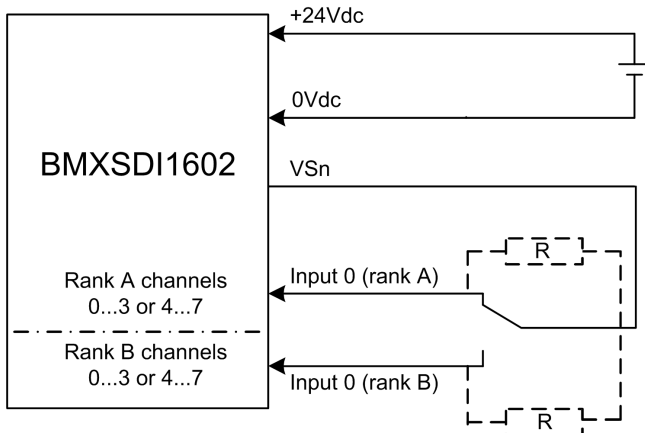 +24Vdc
0Vdc
BMXSDI1602
VSn
R
Rank A channels
0...3 or 4...7
Input 0 (rank A)
Rank B channels
0...3 or 4...7
Input 0 (rank B)
R